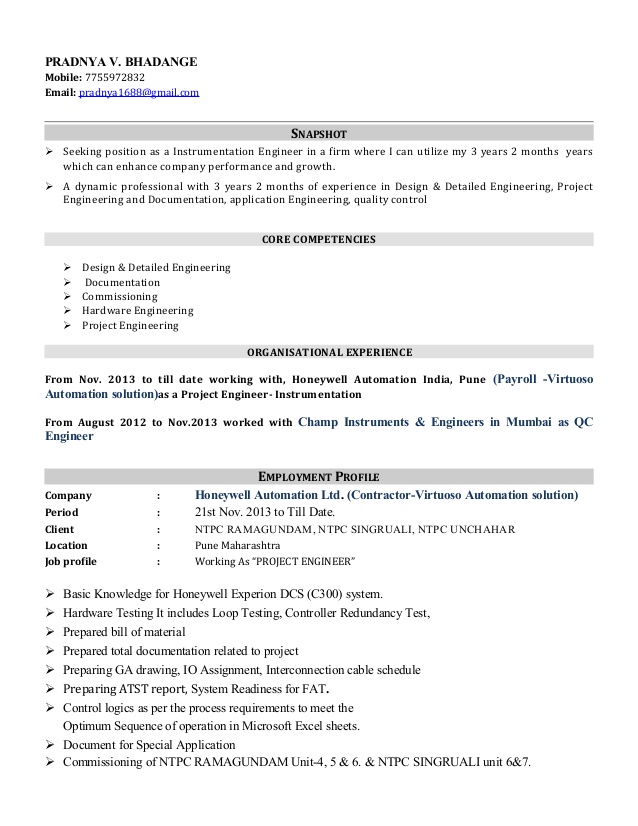 PRADNYA V. BHADANGE
Mobile: 7755972832
Email: pradnya1688@gmail.com
SNAPSHOT
➢ Seeking position as a Instrumentation Engineer in a firm where I can utilize my 3 years 2 months years
which can enhance company performance and growth.
➢ A dynamic professional with 3 years 2 months of experience in Design & Detailed Engineering, Project
Engineering and Documentation, application Engineering, quality control
CORE COMPETENCIES
➢ Design & Detailed Engineering
➢ Documentation
➢ Commissioning
➢ Hardware Engineering
➢ Project Engineering
ORGANISATIONAL EXPERIENCE
From Nov. 2013 to till date working with, Honeywell Automation India, Pune (Payroll -Virtuoso
Automation solution)as a Project Engineer- Instrumentation
From August 2012 to Nov.2013 worked with Champ Instruments & Engineers in Mumbai as QC
Engineer
EMPLOYMENT PROFILE
Company : Honeywell Automation Ltd. (Contractor-Virtuoso Automation solution)
Period : 21st Nov. 2013 to Till Date.
Client : NTPC RAMAGUNDAM, NTPC SINGRUALI, NTPC UNCHAHAR
Location : Pune Maharashtra
Job profile : Working As “PROJECT ENGINEER”
➢ Basic Knowledge for Honeywell Experion DCS (C300) system.
➢ Hardware Testing It includes Loop Testing, Controller Redundancy Test,
➢ Prepared bill of material
➢ Prepared total documentation related to project
➢ Preparing GA drawing, IO Assignment, Interconnection cable schedule
➢ Preparing ATST report, System Readiness for FAT.
➢ Control logics as per the process requirements to meet the
Optimum Sequence of operation in Microsoft Excel sheets.
➢ Document for Special Application
➢ Commissioning of NTPC RAMAGUNDAM Unit-4, 5 & 6. & NTPC SINGRUALI unit 6&7.